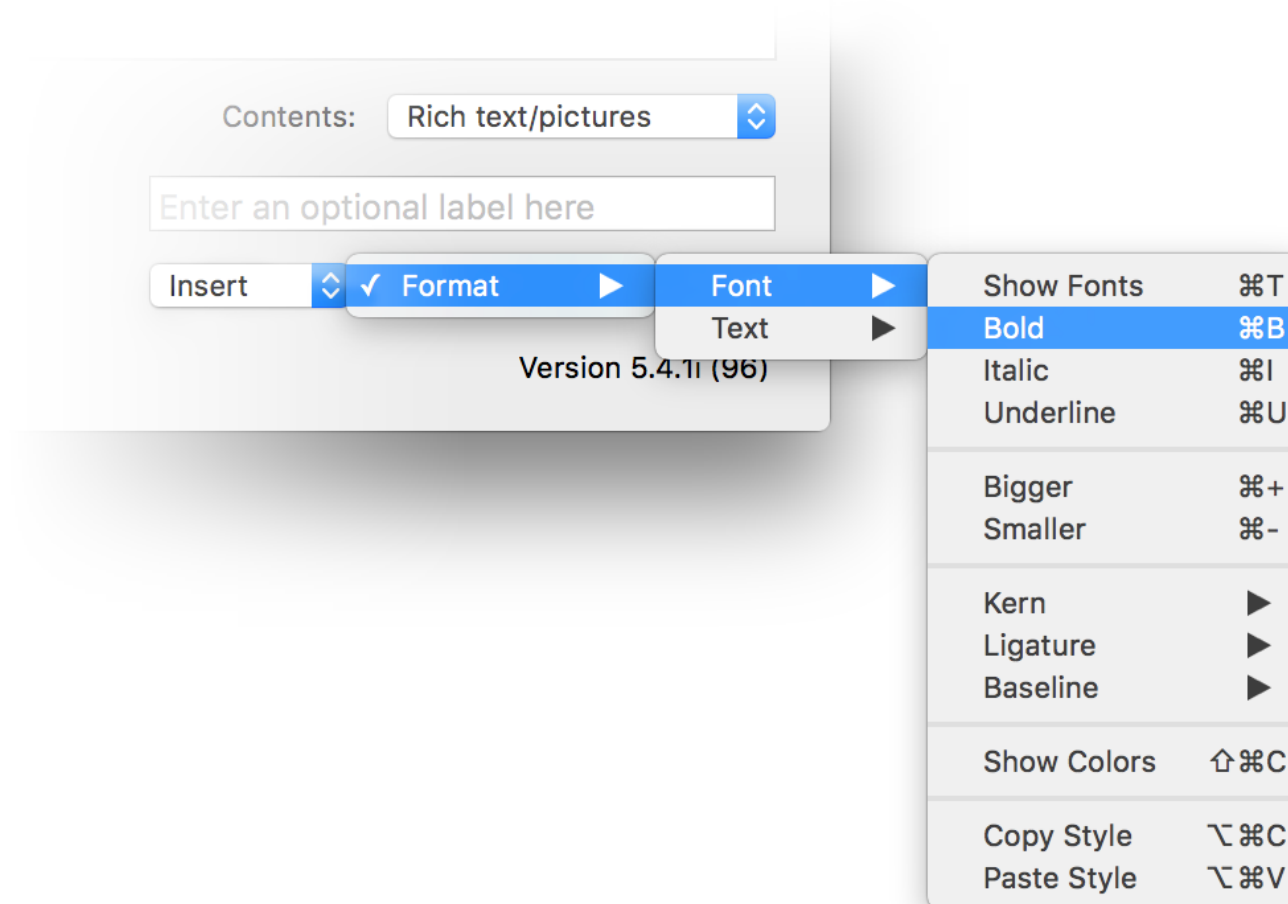 Contents: Rich text/pictures
Enter an optional label here
Insert ✓ Format ▶ Font ▶ Show Fonts ⌘T
Text ▶ Bold ⌘B
Version 5.4.1i (96) Italic ⌘I
Underline ⌘U
Bigger ⌘+
Smaller ⌘-
Kern ▶
Ligature ▶
Baseline ▶
Show Colors ⇧⌘C
Copy Style ⌥⌘C
Paste Style ⌥⌘V